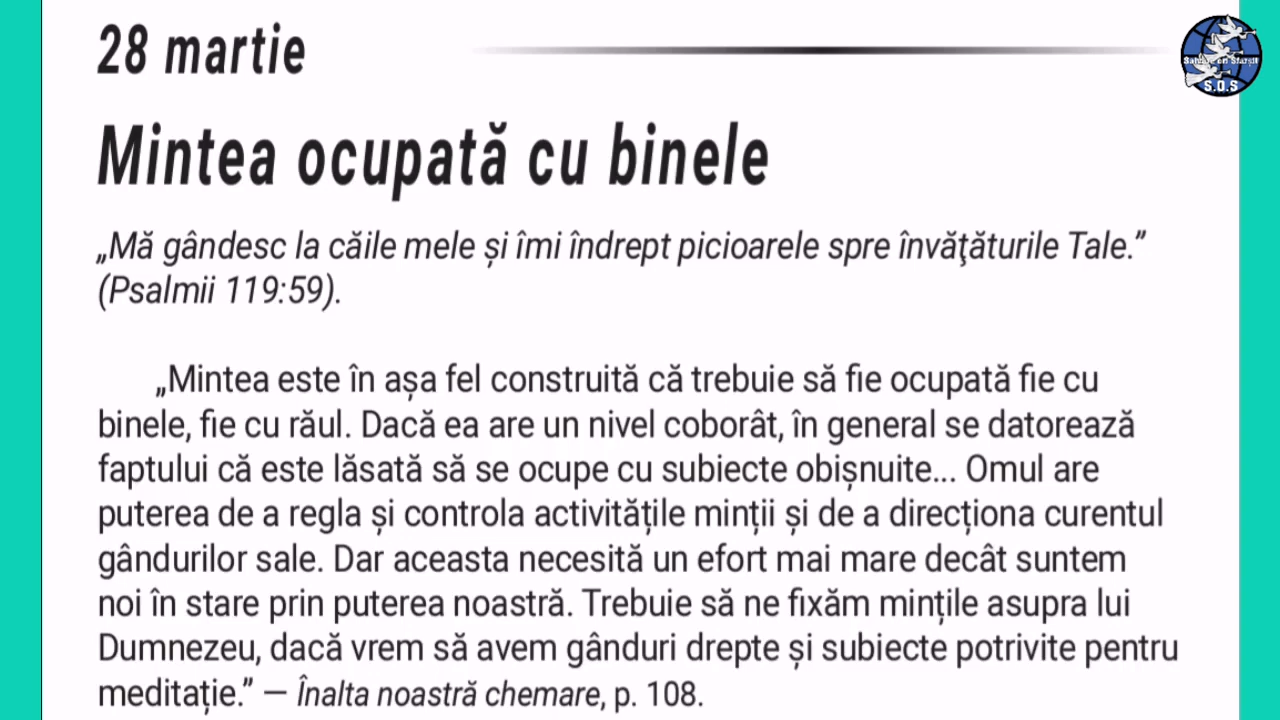 28 martie
Mintea ocupată cu binele
„Mă gândesc la căile mele și îmi îndrept picioarele spre învăţăturile Tale.”
(Psalmii 119:59).
„Mintea este în așa fel construită că trebuie să fie ocupată fie cu
binele, fie cu răul. Dacă ea are un nivel coborât, în general se datorează
faptului că este lăsată să se ocupe cu subiecte obișnuite... Omul are
puterea de a regla și controla activitățile minții și de a direcționa curentul
gândurilor sale. Dar aceasta necesită un efort mai mare decât suntem
noi în stare prin puterea noastră. Trebuie să ne fixăm mințile asupra lui
Dumnezeu, dacă vrem să avem gânduri drepte și subiecte potrivite pentru
meditație.” — Înalta noastră chemare, p. 108.
S.O.S